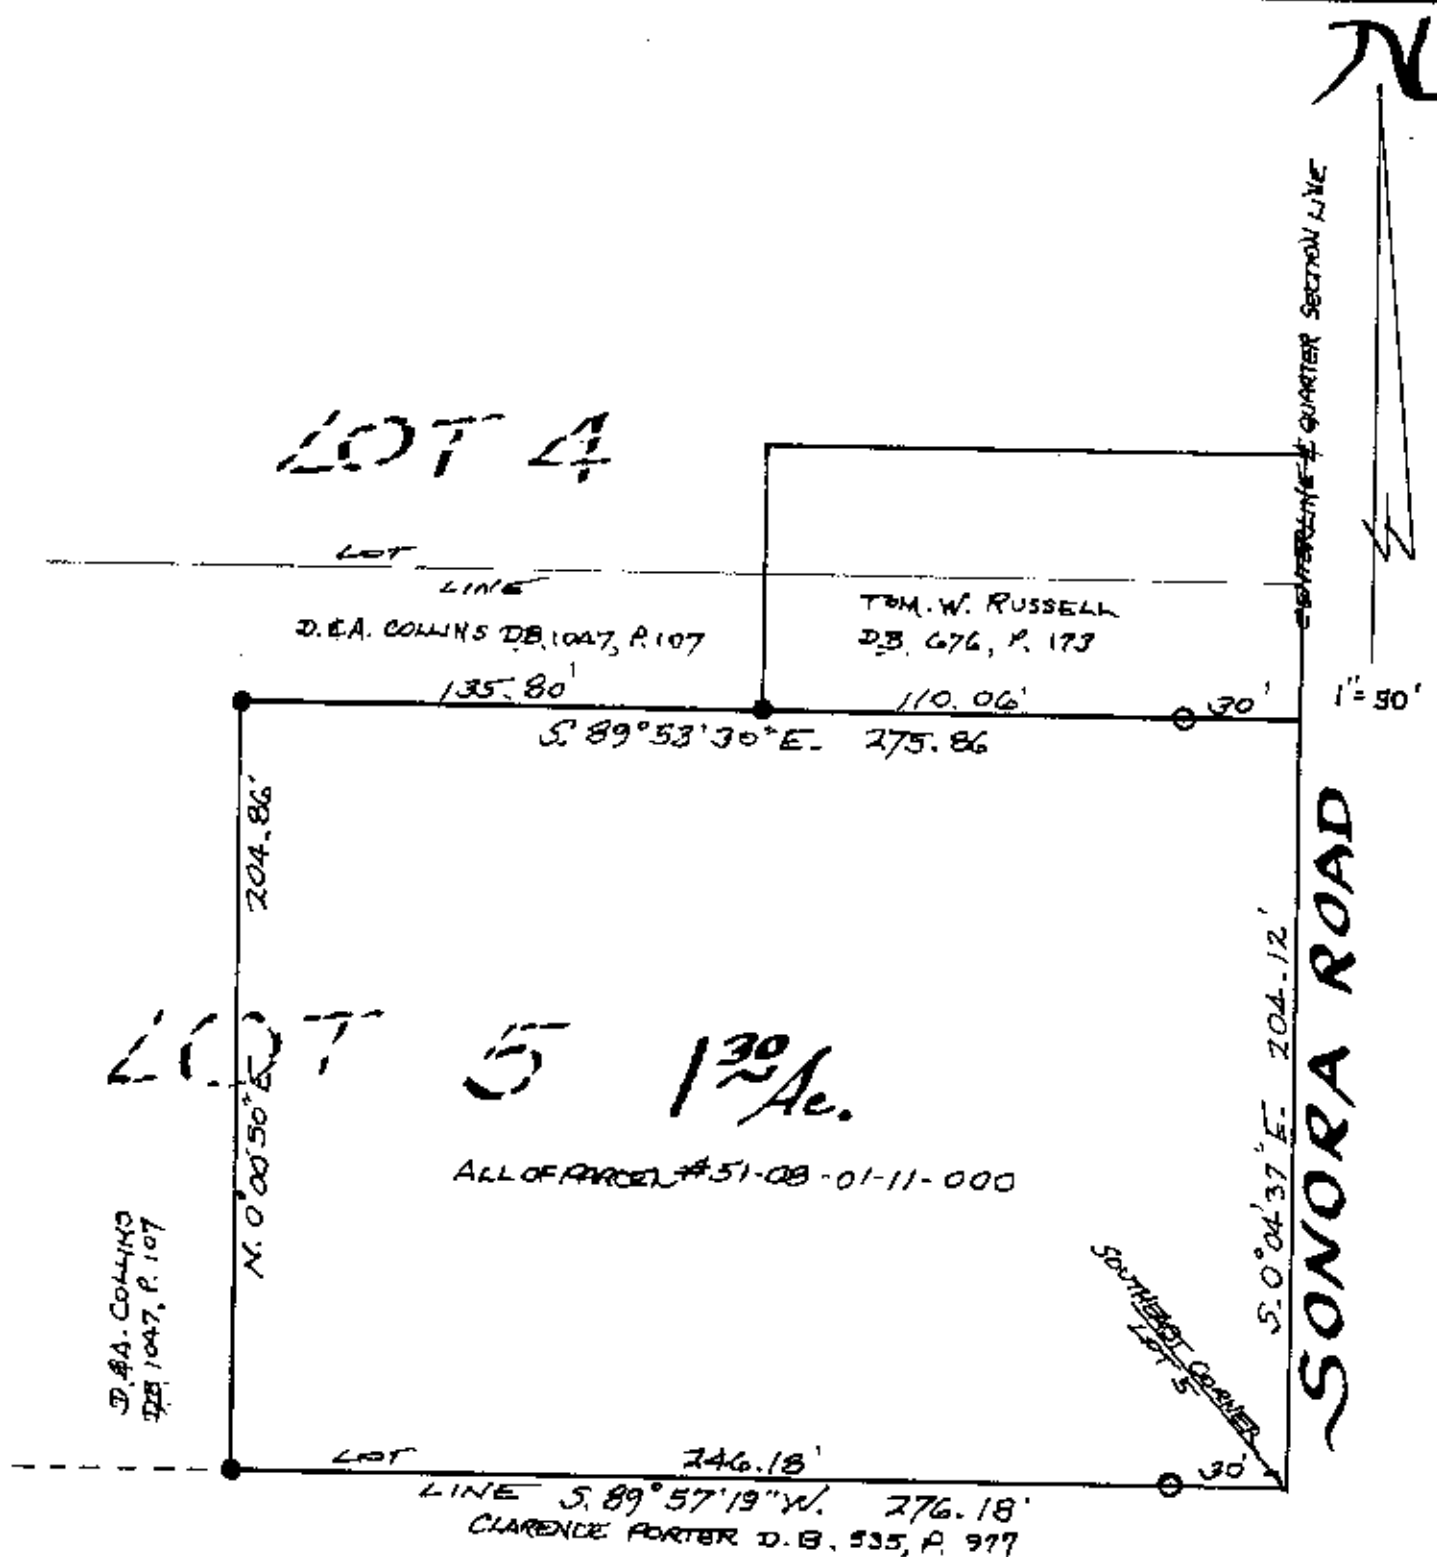 N
CENTERLINE & QUARTER SECTION LINE
LOT 4
LOT
LINE
D.&A. COLLINS D.B. 1047, P. 107
TOM. W. RUSSELL
D.B. 676, P. 173
135.80'
110.06'
30'
1"=50'
S. 89°53'30"E. 275.86
N. 0°00'50"E. 204.86'
LOT 5
1 30 Ac.
ALL OF PARCEL #51-08-01-11-000
S. 0°04'37"E. 204.12'
SONORA ROAD
D.&A. COLLINS
D.B. 1047, P. 107
SOUTHEAST CORNER
LOT 5
LOT
246.18'
30'
LINE S. 89°57'19"W. 276.18'
CLARENCE PORTER D.B. 535, P. 977